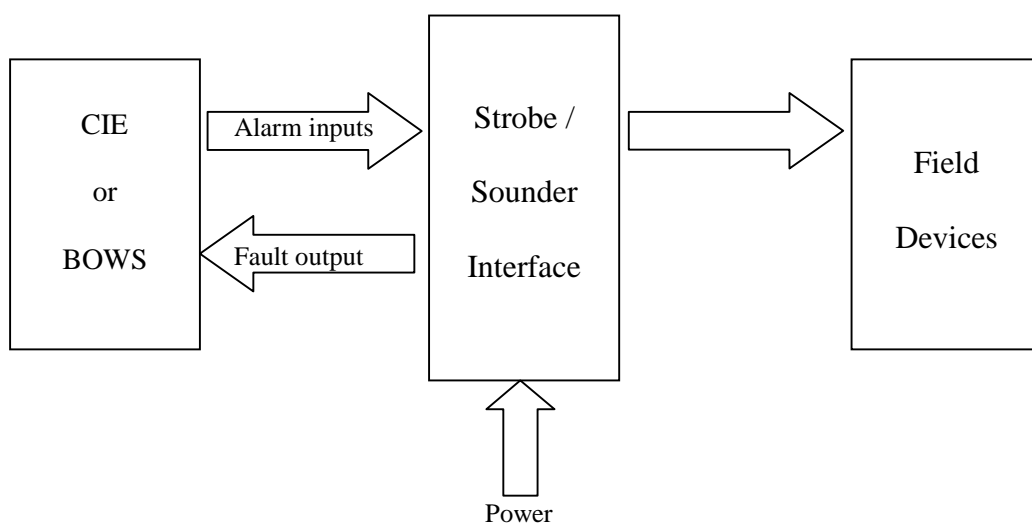 CIE
or
BOWS
Alarm inputs
Fault output
Strobe /
Sounder
Interface
Field
Devices
Power